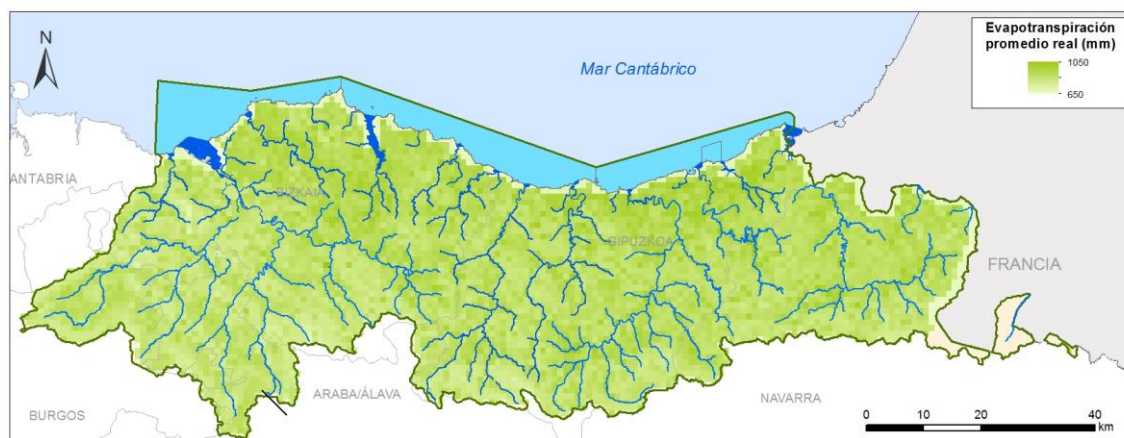 N
Evapotranspiración
promedio real (mm)
1050
650
Mar Cantábrico
ANTABRIA
BIZKAIA
GIPUZKOA
FRANCIA
ARABA/ÁLAVA
NAVARRA
BURGOS
0 10 20 40
km